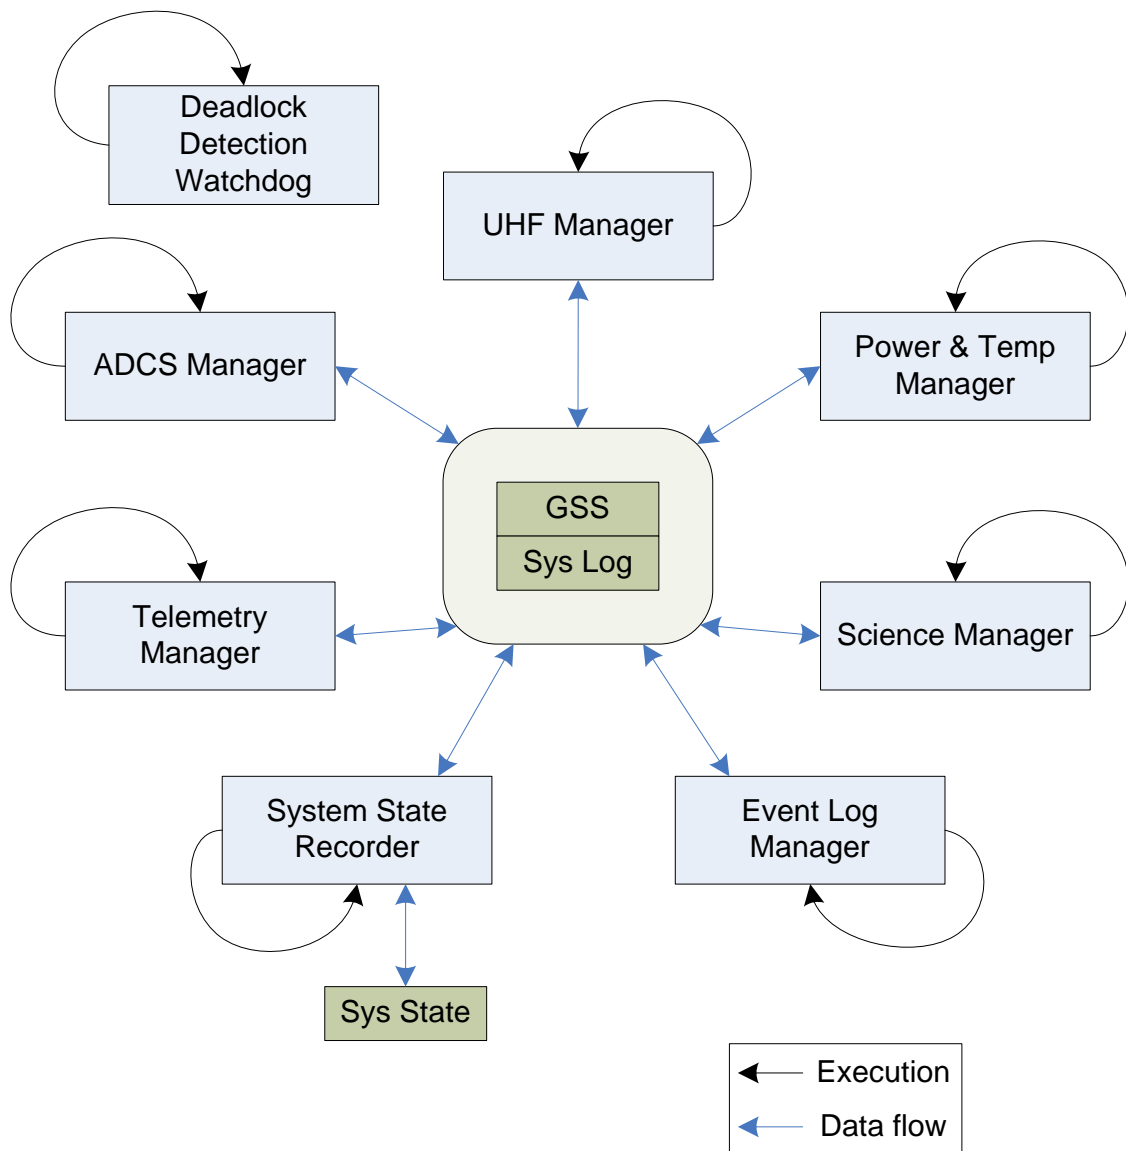 Deadlock
Detection
Watchdog
UHF Manager
ADCS Manager
Power & Temp
Manager
GSS
Sys Log
Telemetry
Manager
Science Manager
System State
Recorder
Event Log
Manager
Sys State
Execution
Data flow